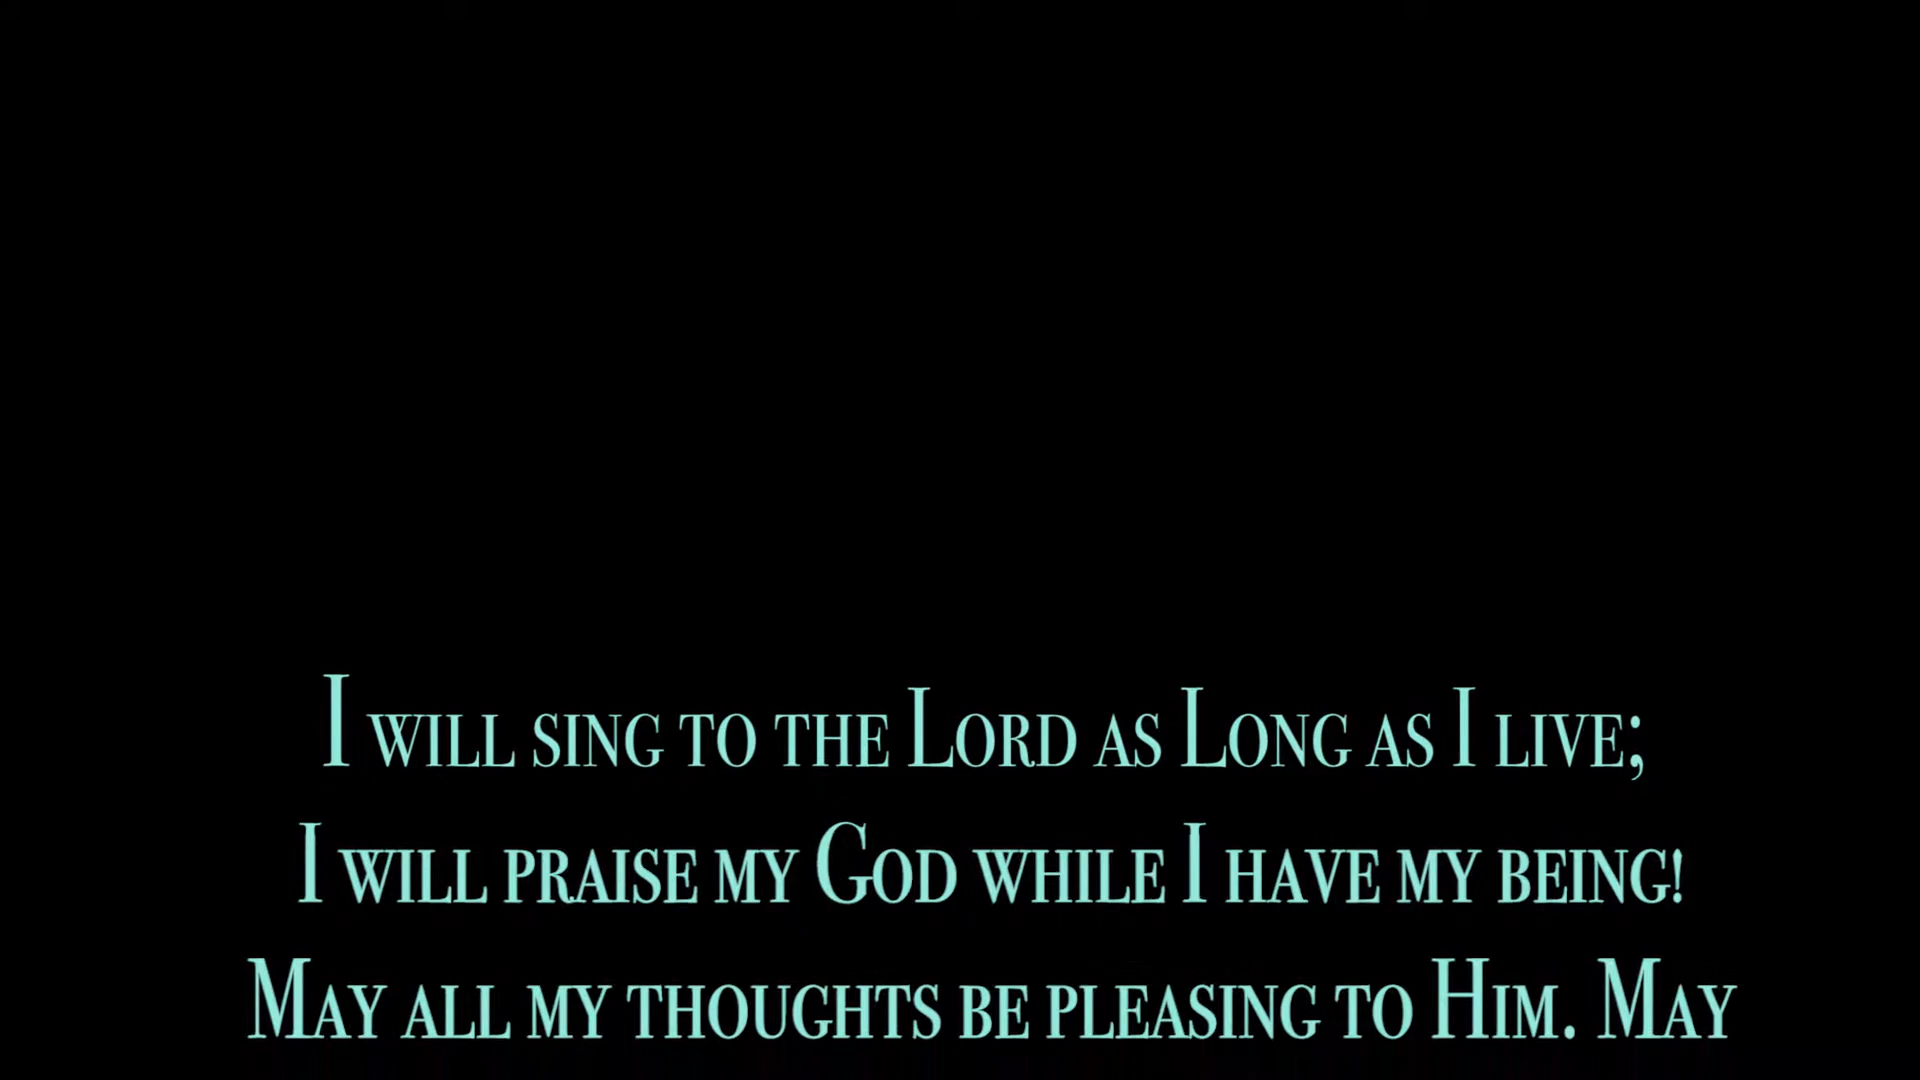 I will sing to the Lord as Long as I live;
I will praise my God while I have my being!
May all my thoughts be pleasing to Him. May